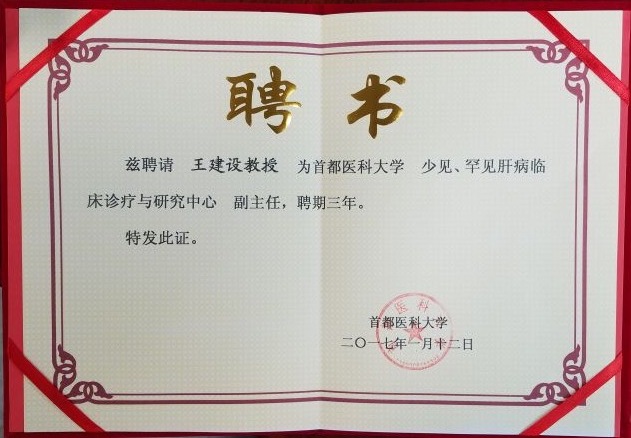 聘书
兹聘请 王建设教授 为首都医科大学 少见、罕见肝病临
床诊疗与研究中心 副主任，聘期三年。
特发此证。
首都医科大学
二〇一七年一月十二日